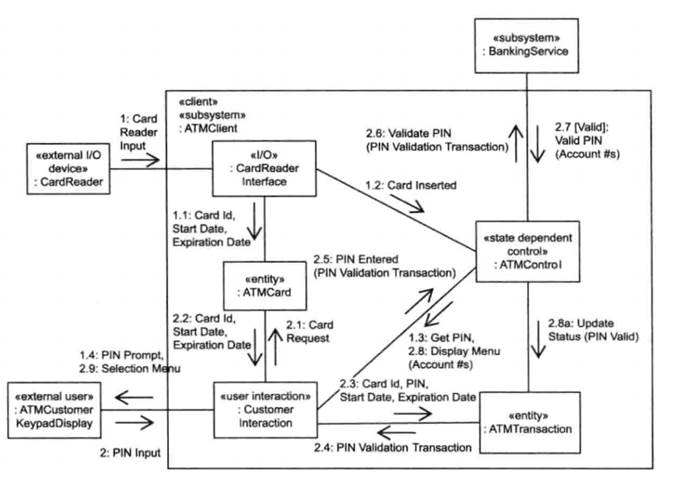 «subsystem»
: BankingService
«client»
«subsystem»
: ATMClient
1: Card
Reader
Input
2.6: Validate PIN
(PIN Validation Transaction)
2.7 [Valid]:
Valid PIN
(Account #s)
«external I/O
device»
: CardReader
«I/O»
: CardReader
Interface
1.2: Card Inserted
1.1: Card Id,
Start Date,
Expiration Date
«state dependent
control»
: ATMControl
2.5: PIN Entered
(PIN Validation Transaction)
«entity»
: ATMCard
2.2: Card Id,
Start Date,
Expiration Date
2.1: Card
Request
1.3: Get PIN,
2.8: Display Menu
(Account #s)
2.8a: Update
Status (PIN Valid)
1.4: PIN Prompt,
2.9: Selection Menu
2.3: Card Id, PIN,
Start Date, Expiration Date
«external user»
: ATMCustomer
KeypadDisplay
«user interaction»
: Customer
Interaction
«entity»
: ATMTransaction
2: PIN Input
2.4: PIN Validation Transaction